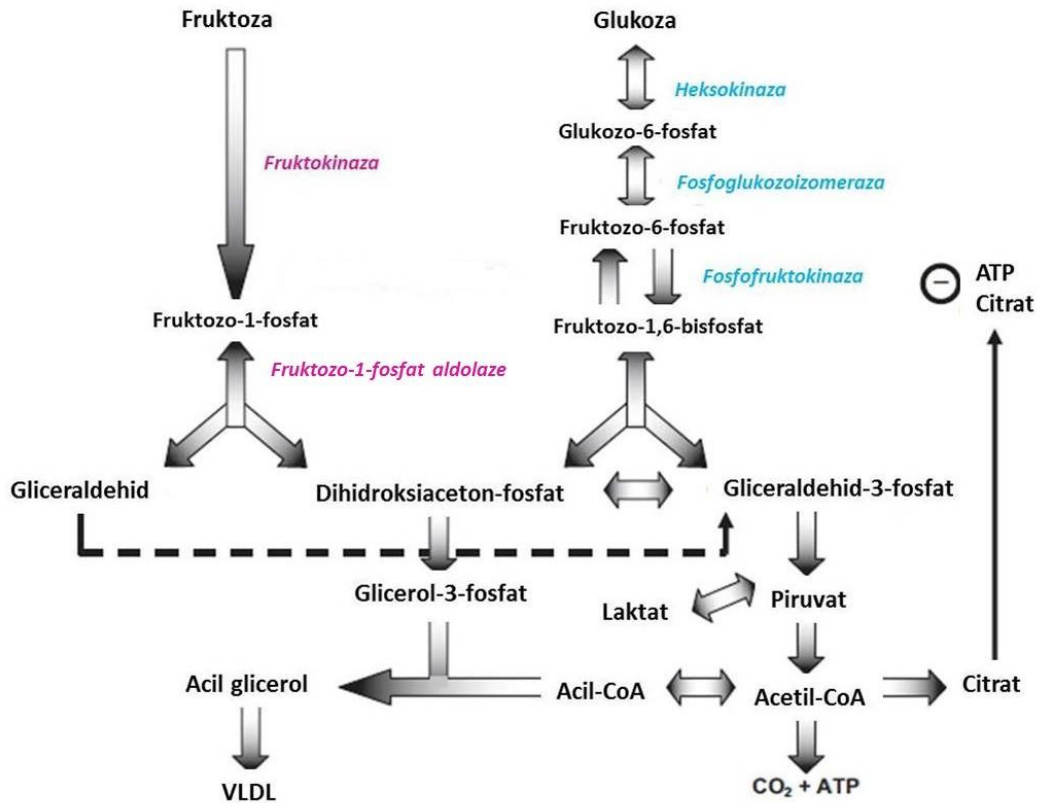 Fruktoza
Glukoza
Heksokinaza
Glukozo-6-fosfat
Fruktokinaza
Fosfoglukozoizomeraza
Fruktozo-6-fosfat
Fosfofruktokinaza
ATP
Citrat
Fruktozo-1-fosfat
Fruktozo-1,6-bisfosfat
Fruktozo-1-fosfat aldolaze
Gliceraldehid
Dihidroksiaceton-fosfat
Gliceraldehid-3-fosfat
Glicerol-3-fosfat
Laktat
Piruvat
Acil glicerol
Acil-CoA
Acetil-CoA
Citrat
VLDL
CO₂ + ATP